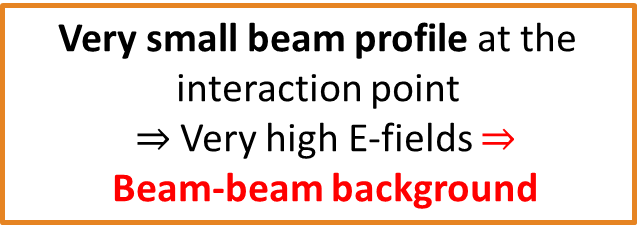 Very small beam profile at the
interaction point
⇒ Very high E-fields ⇒
Beam-beam background